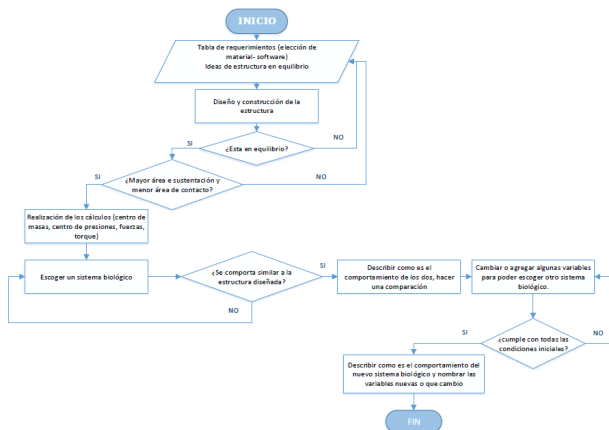 INICIO
Tabla de requerimientos (elección de
material- software)
Ideas de estructura en equilibrio
Diseño y construcción de la
estructura
¿Esta en equilibrio?
SI
NO
¿Mayor área e sustentación y
menor área de contacto?
SI
NO
Realización de los cálculos (centro de
masas, centro de presiones, fuerzas,
torque)
Escoger un sistema biológico
¿Se comporta similar a la
estructura diseñada?
SI
NO
Describir como es el
comportamiento de los dos, hacer
una comparación
Cambiar o agregar algunas variables
para poder escoger otro sistema
biológico.
¿cumple con todas las
condiciones iniciales?
SI
NO
Describir como es el comportamiento del
nuevo sistema biológico y nombrar las
variables nuevas o que cambio
FIN